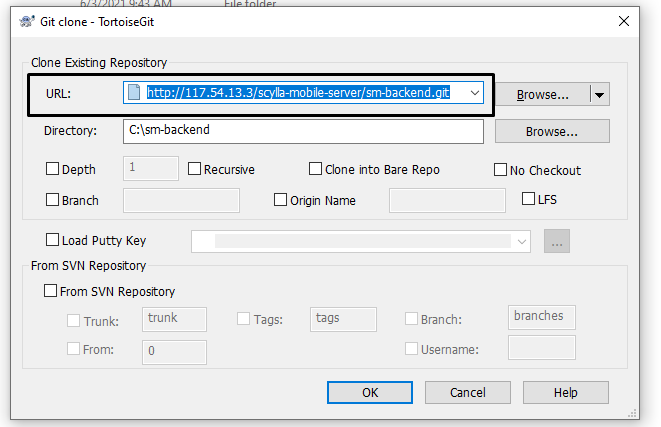 6/3/2021 9:43 AM File folder
Git clone - TortoiseGit
Clone Existing Repository
URL: http://117.54.13.3/scylla-mobile-server/sm-backend.git Browse...
Directory: C:\sm-backend Browse...
Depth 1 Recursive Clone into Bare Repo No Checkout
Branch Origin Name LFS
Load Putty Key ...
From SVN Repository
From SVN Repository
Trunk: trunk Tags: tags Branch: branches
From: 0 Username:
OK Cancel Help